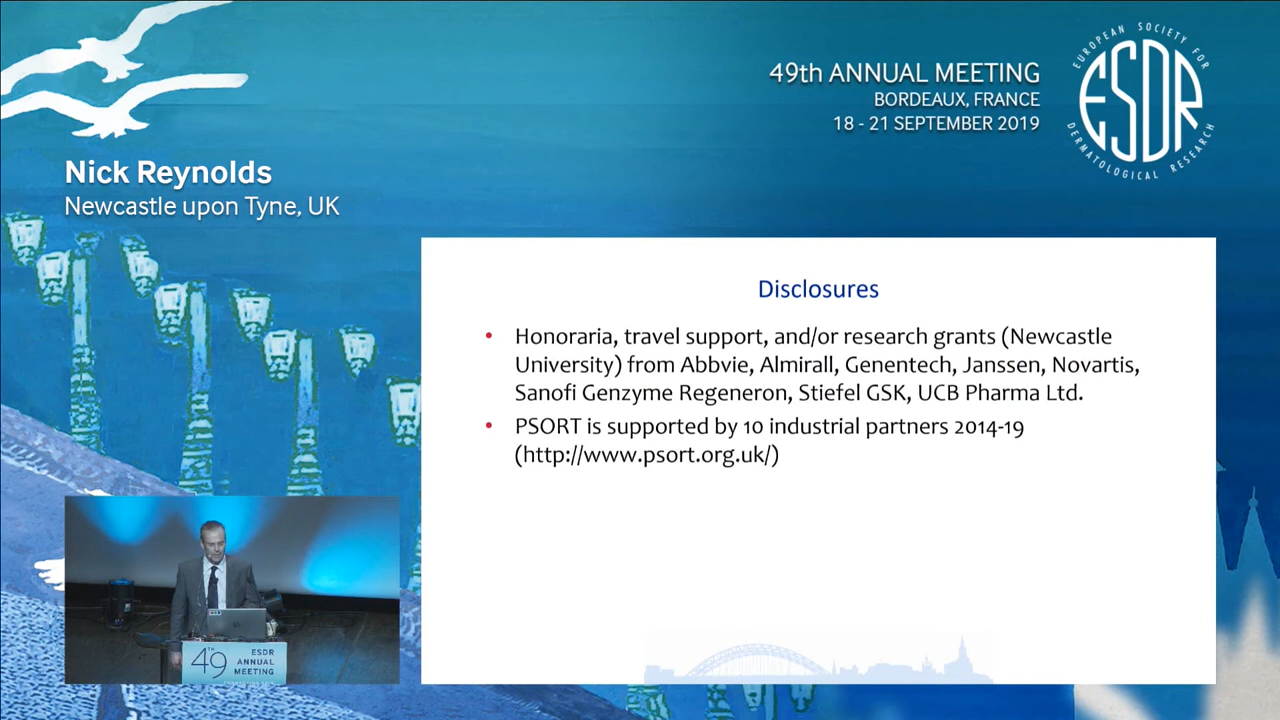 49th ANNUAL MEETING
BORDEAUX, FRANCE
18 - 21 SEPTEMBER 2019
EUROPEAN SOCIETY FOR
ESDR
DERMATOLOGICAL RESEARCH
Nick Reynolds
Newcastle upon Tyne, UK
Disclosures
• Honoraria, travel support, and/or research grants (Newcastle
University) from Abbvie, Almirall, Genentech, Janssen, Novartis,
Sanofi Genzyme Regeneron, Stiefel GSK, UCB Pharma Ltd.
• PSORT is supported by 10 industrial partners 2014-19
(http://www.psort.org.uk/)
49TH
ESDR
ANNUAL
MEETING